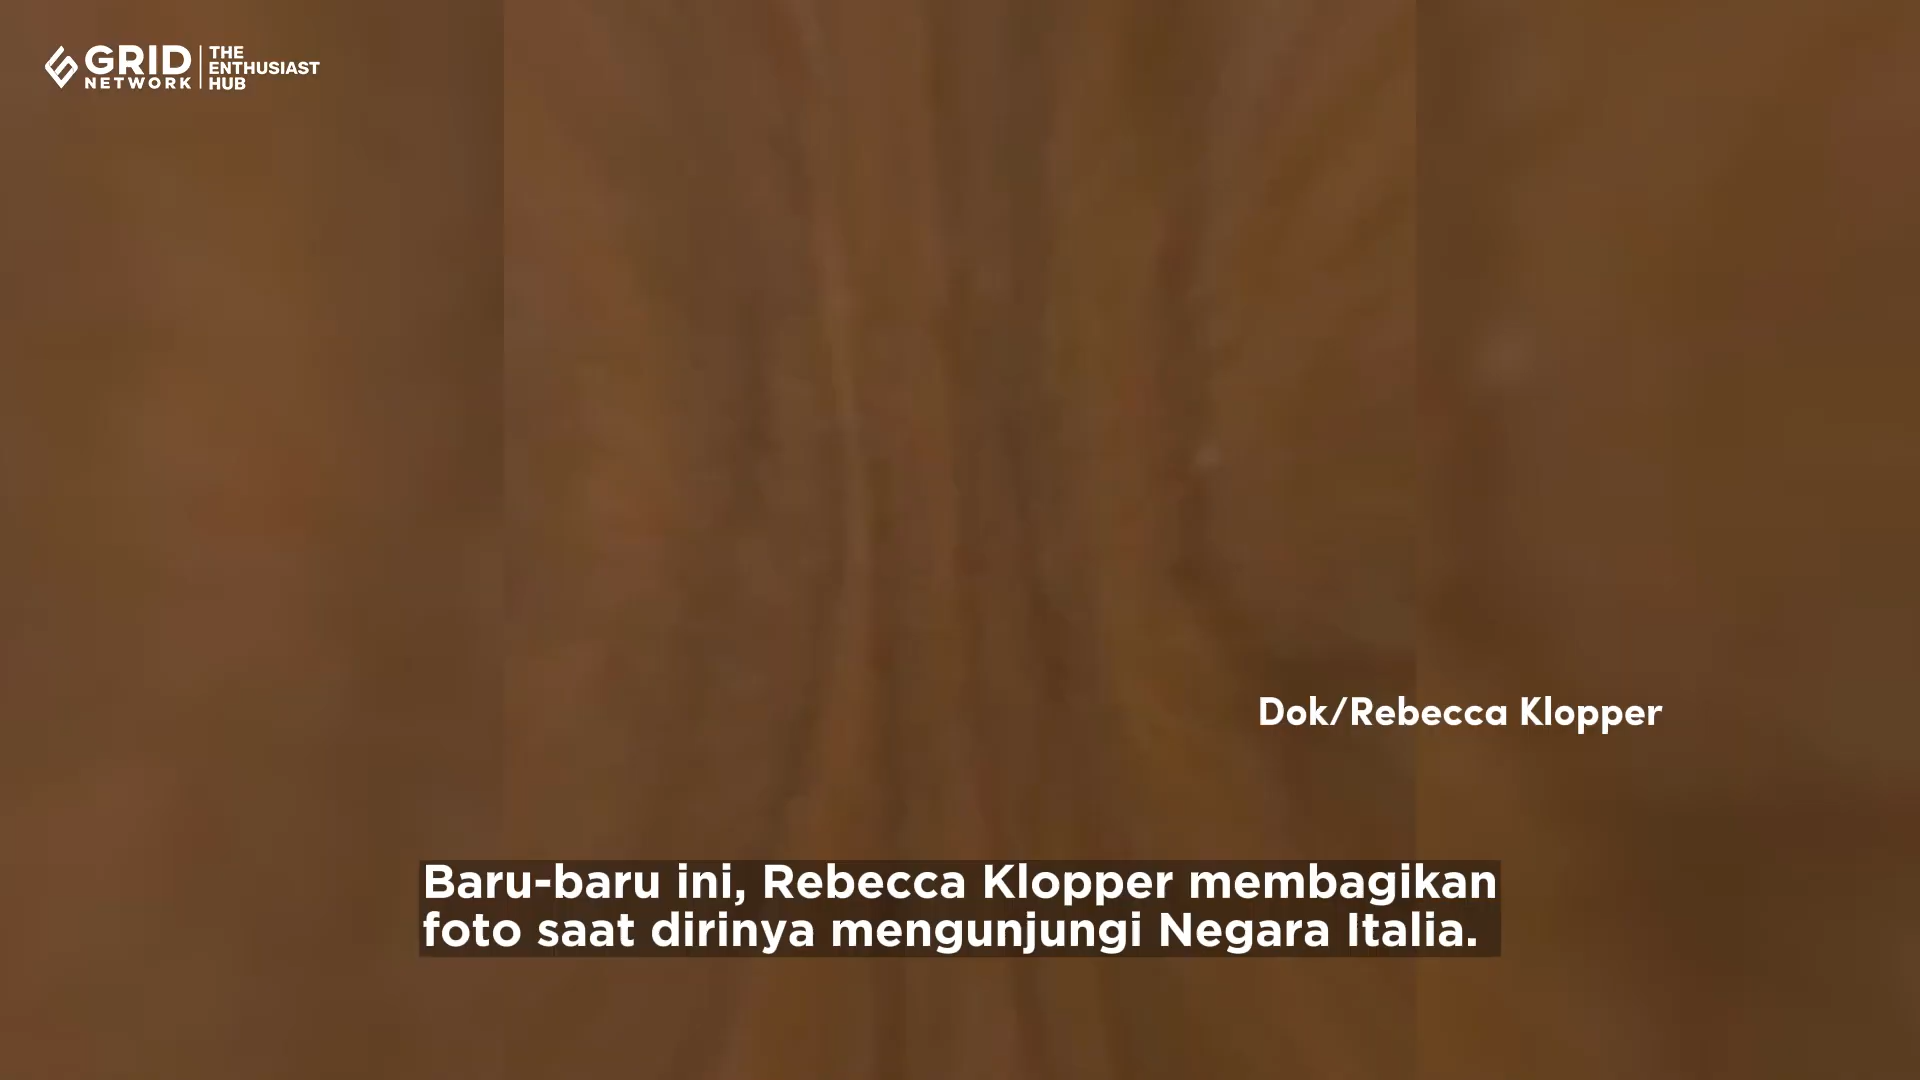 GRID NETWORK
THE ENTHUSIAST HUB
Dok/Rebecca Klopper
Baru-baru ini, Rebecca Klopper membagikan
foto saat dirinya mengunjungi Negara Italia.